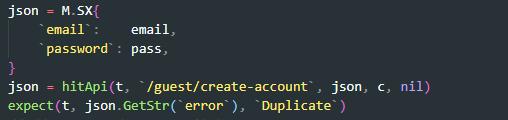 json = M.SX{
    `email`:    email,
    `password`: pass,
}
json = hitApi(t, `/guest/create-account`, json, c, nil)
expect(t, json.GetStr(`error`), `Duplicate`)